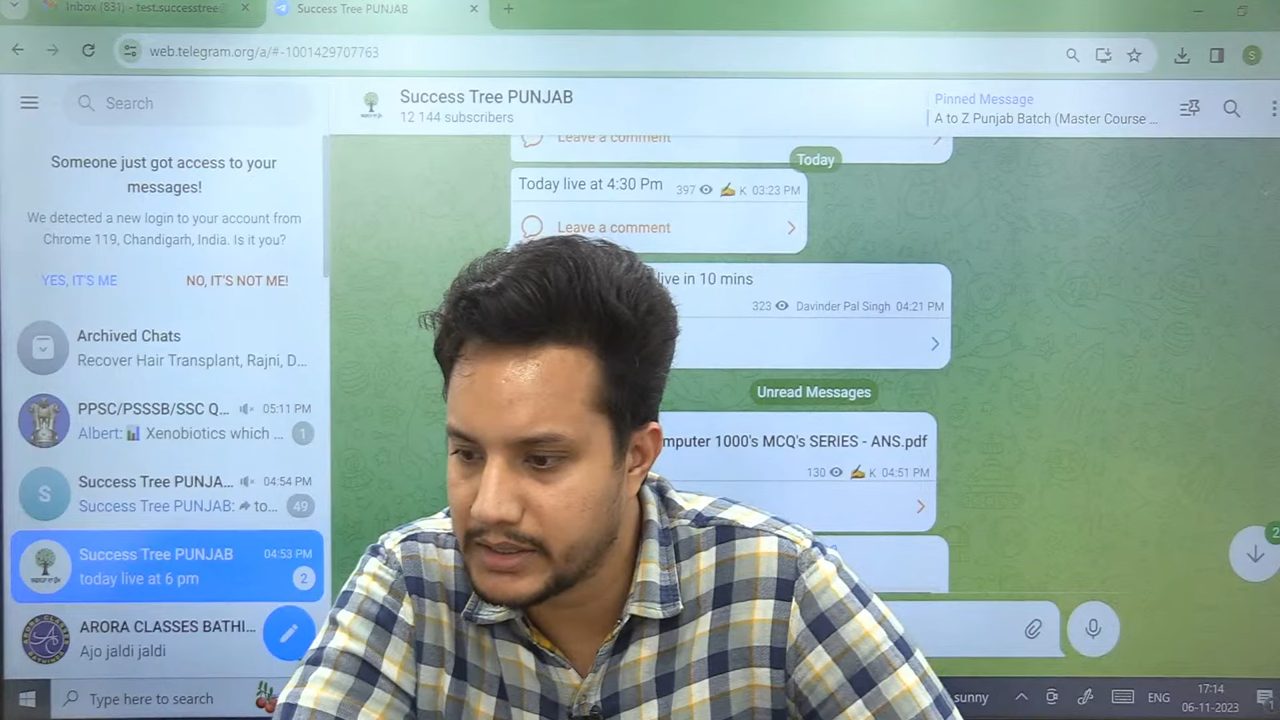 Inbox (831) - test.successtree
Success Tree PUNJAB
web.telegram.org/a/#-1001429707763
Search
Success Tree PUNJAB
12 144 subscribers
Pinned Message
A to Z Punjab Batch (Master Course ...
Someone just got access to your
messages!
We detected a new login to your account from
Chrome 119, Chandigarh, India. Is it you?
YES, IT'S ME
NO, IT'S NOT ME!
Archived Chats
Recover Hair Transplant, Rajni, D...
PPSC/PSSSB/SSC Q... 05:11 PM
Albert: Xenobiotics which ... 1
S
Success Tree PUNJA... 04:54 PM
Success Tree PUNJAB: to... 49
Success Tree PUNJAB 04:53 PM
today live at 6 pm 2
ARORA CLASSES BATHI...
Ajo jaldi jaldi
Leave a comment
Today
Today live at 4:30 Pm 397 K 03:23 PM
Leave a comment
live in 10 mins
323 Davinder Pal Singh 04:21 PM
Unread Messages
mputer 1000's MCQ's SERIES - ANS.pdf
130 K 04:51 PM
2
Type here to search
sunny
ENG
17:14
06-11-2023